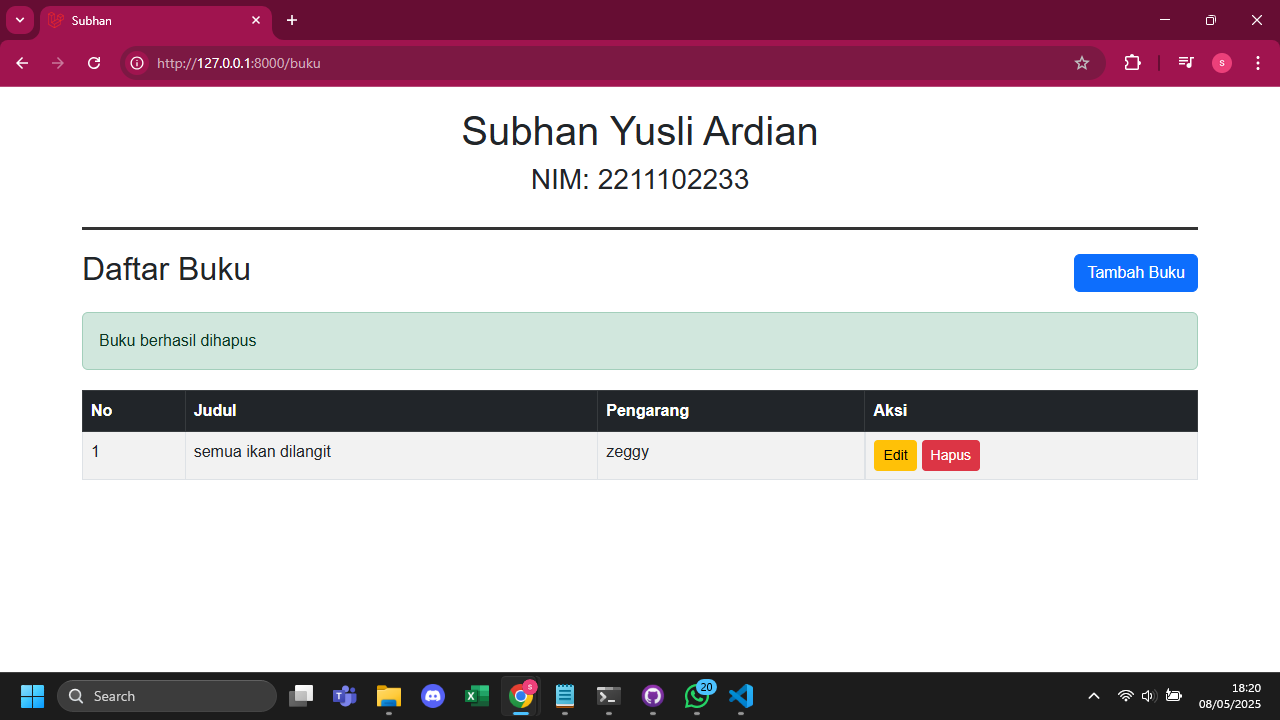 Subhan
http://127.0.0.1:8000/buku
s
Subhan Yusli Ardian
NIM: 2211102233
Daftar Buku
Tambah Buku
Buku berhasil dihapus
No Judul Pengarang Aksi
1 semua ikan dilangit zeggy Edit Hapus
Search
s
20
18:20
08/05/2025